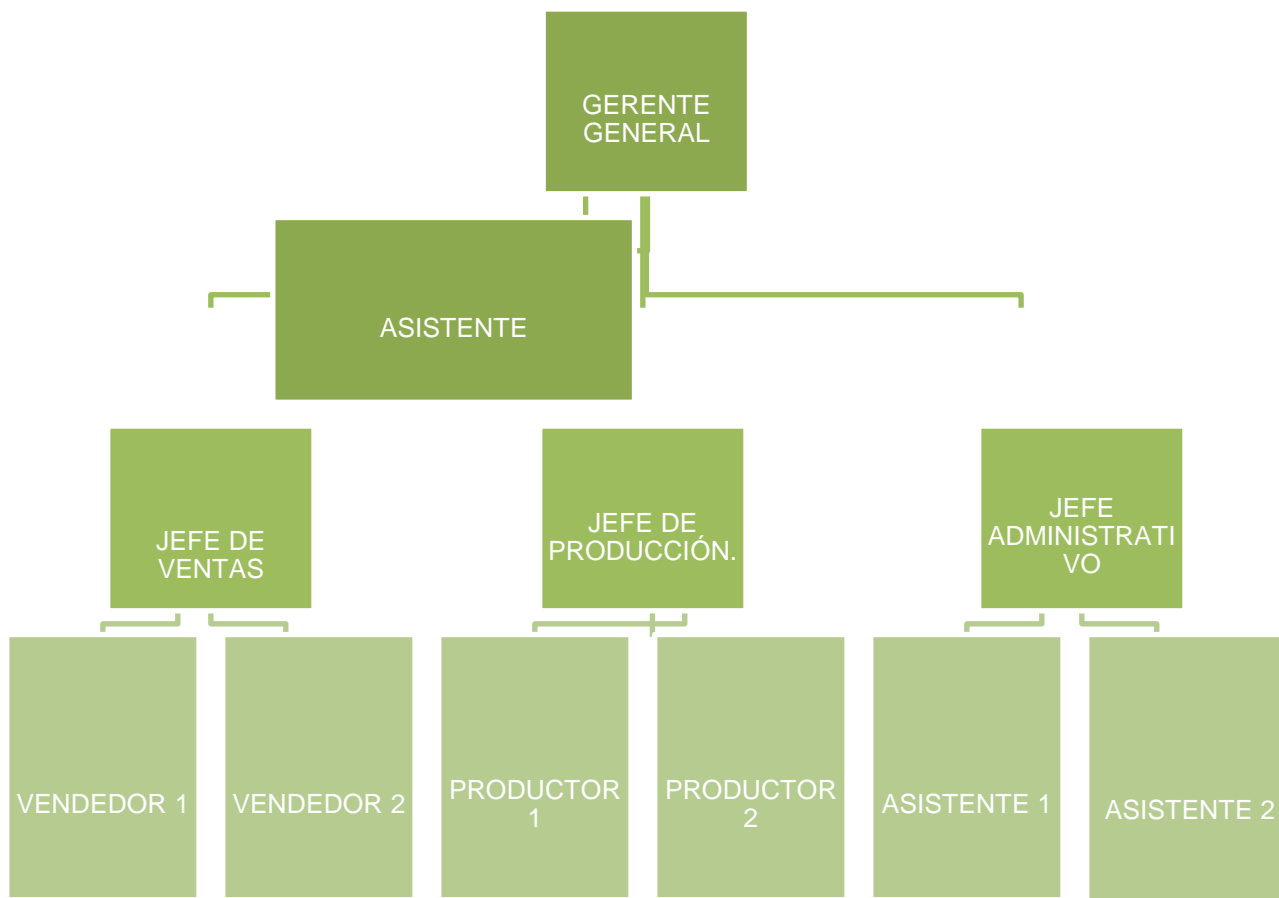 GERENTE
GENERAL
ASISTENTE
JEFE DE
VENTAS
JEFE DE
PRODUCCIÓN.
JEFE
ADMINISTRATI
VO
VENDEDOR 1
VENDEDOR 2
PRODUCTOR
1
PRODUCTOR
2
ASISTENTE 1
ASISTENTE 2